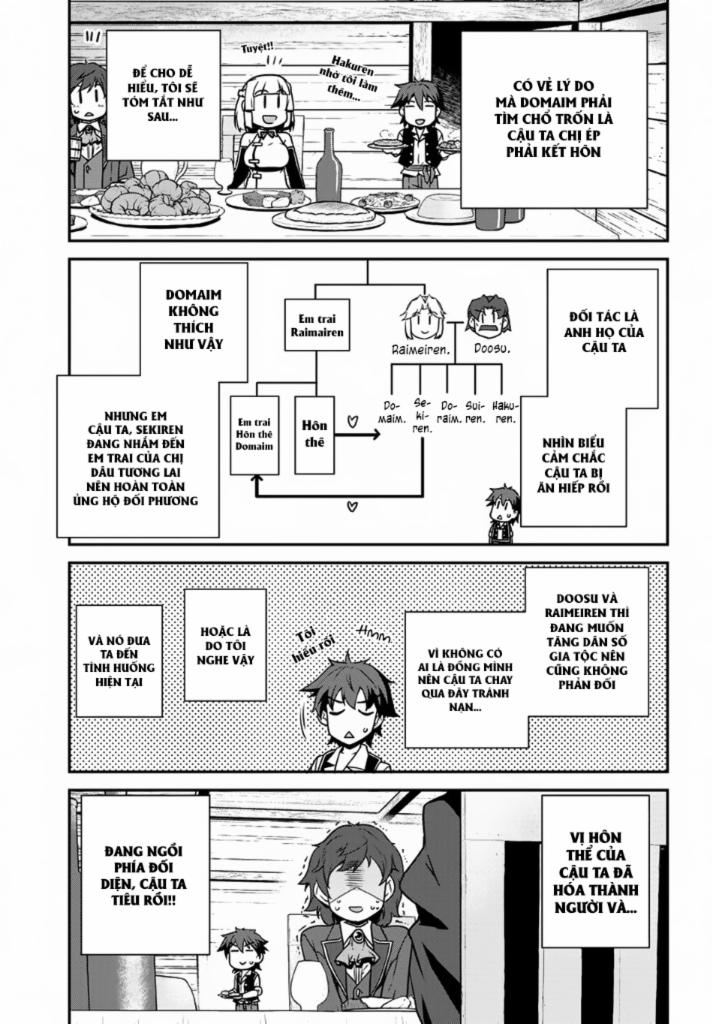 CÓ VẺ LÝ DO
MÀ DOMAIM PHẢI
TÌM CHỔ TRỐN LÀ
CẬU TA CHỊ ÉP
PHẢI KẾT HÔN
Hakuren
nhờ tôi làm
thêm...
Tuyệt!!
ĐỂ CHO DỄ
HIỂU, TÔI SẼ
TÓM TẮT NHƯ
SAU...
ĐỐI TÁC LÀ
ANH HỌ CỦA
CẬU TA
NHÌN BIỂU
CẢM CHẮC
CẬU TA BỊ
ĂN HIẾP RỒI
Raimeiren.
Doosu.
Do-
maim.
Se-
ki-
ren.
Do-
raim.
Sui-
ren.
Haku-
ren.
Em trai
Raimairen
Em trai
Hôn thê
Domaim
Hôn
thê
DOMAIM
KHÔNG
THÍCH
NHƯ VẬY
NHƯNG EM
CẬU TA, SEKIREN
ĐANG NHẮM ĐẾN
EM TRAI CỦA CHỊ
DÂU TƯƠNG LAI
NÊN HOÀN TOÀN
ỦNG HỘ ĐỐI PHƯƠNG
DOOSU VÀ
RAIMEIREN THÌ
ĐANG MUỐN
TĂNG DÂN SỐ
GIA TỘC NÊN
CŨNG KHÔNG
PHẢN ĐỐI
VÌ KHÔNG CÓ
AI LÀ ĐỒNG MÌNH
NÊN CẬU TA CHẠY
QUA ĐÂY TRÁNH
NẠN...
HMM..
Tôi
hiểu rồi
HOẶC LÀ
DO TÔI
NGHE VẬY
VÀ NÓ ĐƯA
TA ĐẾN
TÌNH HUỐNG
HIỆN TẠI
VỊ HÔN
THÊ CỦA
CẬU TA ĐÃ
HÓA THÀNH
NGƯỜI VÀ...
ĐANG NGỒI
PHÍA ĐỐI
DIỆN, CẬU TA
TIÊU RỒI!!